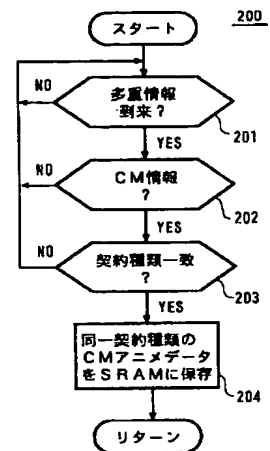 200
スタート
多重情報
到来?
NO
201
YES
CM情報
?
NO
202
YES
契約種類一致
?
NO
203
YES
同一契約種類の
CMアニメデータ
をSRAMに保存
204
リターン